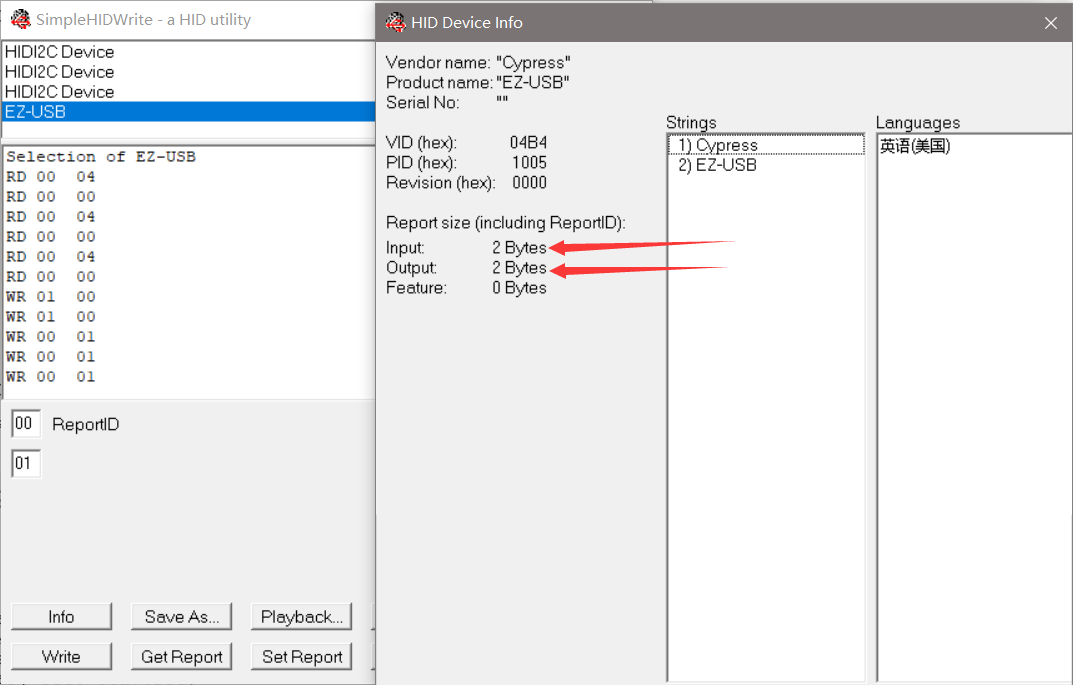 SimpleHIDWrite - a HID utility
HIDI2C Device
HIDI2C Device
HIDI2C Device
EZ-USB
Selection of EZ-USB
RD 00 04
RD 00 00
RD 00 04
RD 00 00
RD 00 04
RD 00 00
WR 01 00
WR 01 00
WR 00 01
WR 00 01
WR 00 01
00 ReportID
01
Info Save As... Playback...
Write Get Report Set Report
HID Device Info
Vendor name: "Cypress"
Product name: "EZ-USB"
Serial No: ""
VID (hex): 04B4
PID (hex): 1005
Revision (hex): 0000
Report size (including ReportID):
Input: 2 Bytes
Output: 2 Bytes
Feature: 0 Bytes
Strings
1) Cypress
2) EZ-USB
Languages
英语(美国)